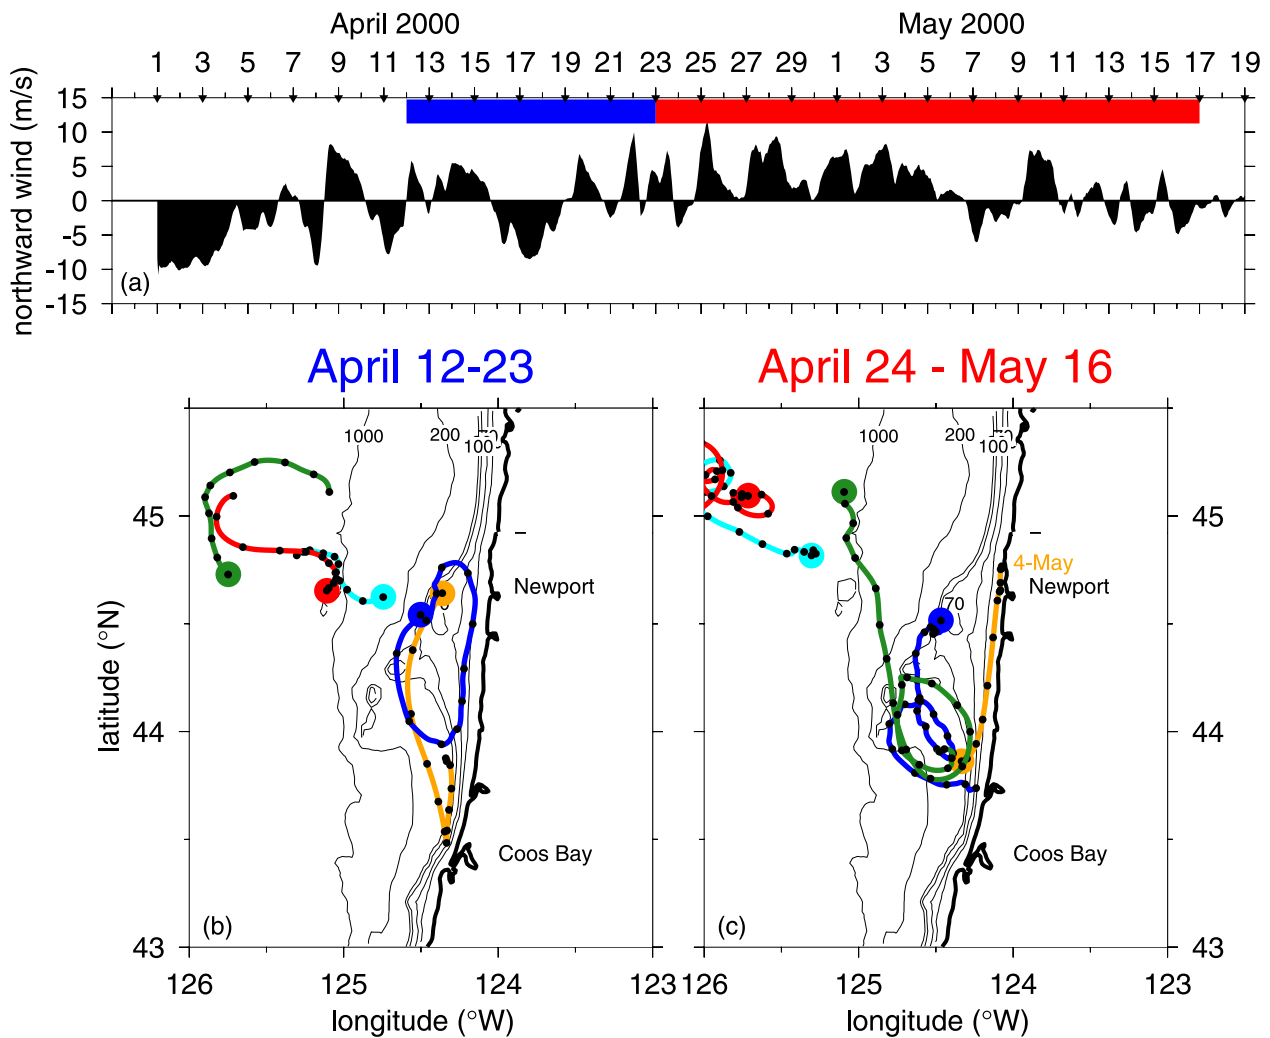 April 2000 May 2000
1 3 5 7 9 11 13 15 17 19 21 23 25 27 29 1 3 5 7 9 11 13 15 17 19
northward wind (m/s)
15
10
5
0
-5
-10
-15
(a)
April 12-23
April 24 - May 16
latitude (°N)
1000 200 100
45
44
43
Newport
Coos Bay
(b)
126 125 124 123
longitude (°W)
1000 200 70 100
4-May
Newport
70
Coos Bay
(c)
45
44
43
126 125 124
longitude (°W)